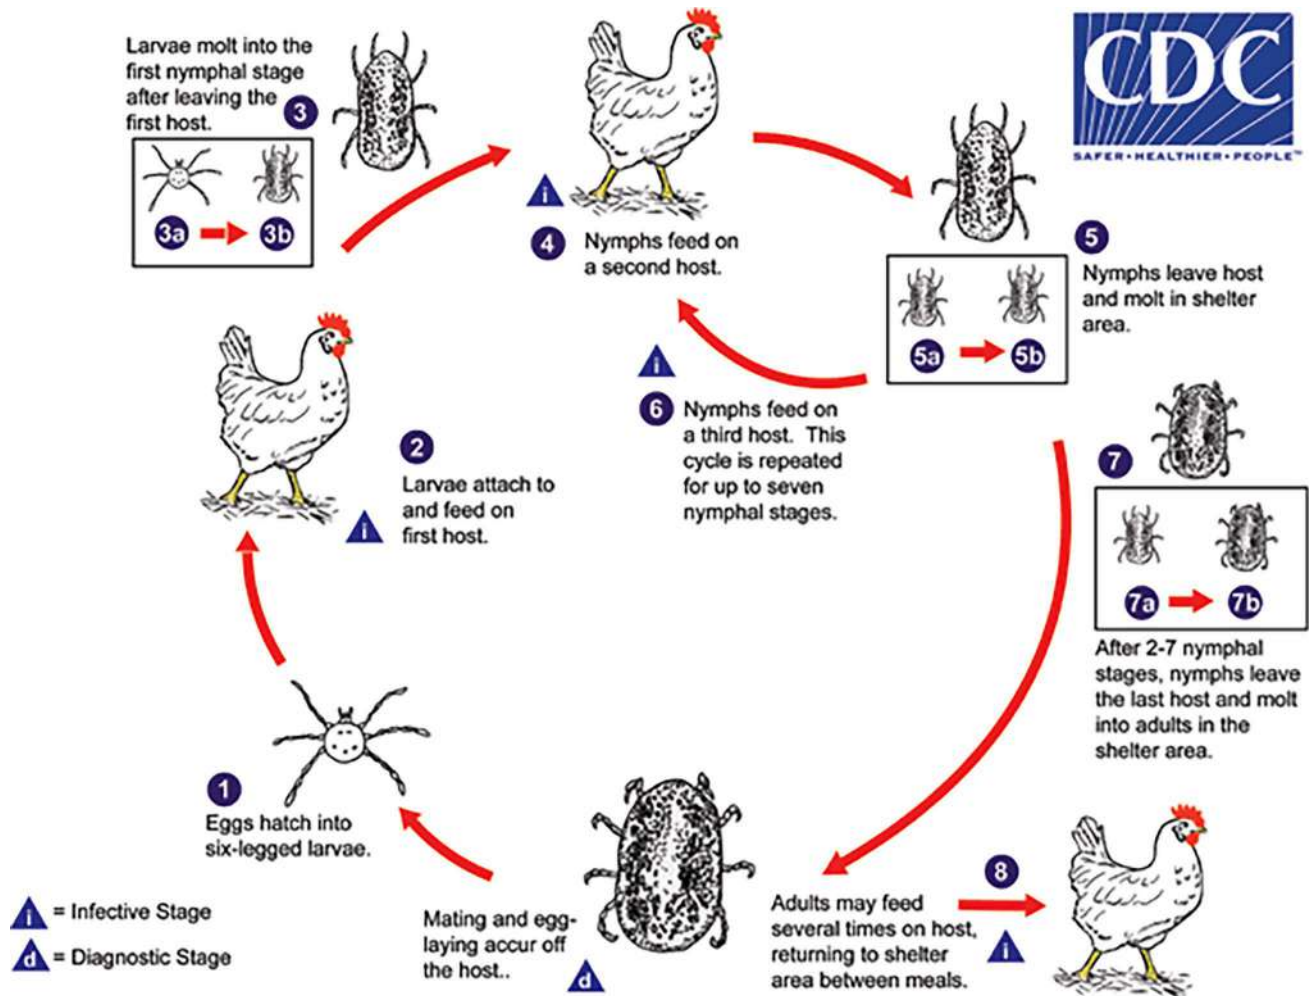 Larvae molt into the
first nymphal stage
after leaving the
first host.
3
3a
3b
i
4
Nymphs feed on
a second host.
CDC
SAFER•HEALTHIER•PEOPLE™
5
Nymphs leave host
and molt in shelter
area.
5a
5b
i
6
Nymphs feed on
a third host. This
cycle is repeated
for up to seven
nymphal stages.
2
Larvae attach to
and feed on
first host.
i
7
7a
7b
After 2-7 nymphal
stages, nymphs leave
the last host and molt
into adults in the
shelter area.
1
Eggs hatch into
six-legged larvae.
i = Infective Stage
d = Diagnostic Stage
Mating and egg-
laying accur off
the host..
d
Adults may feed
several times on host,
returning to shelter
area between meals.
8
i